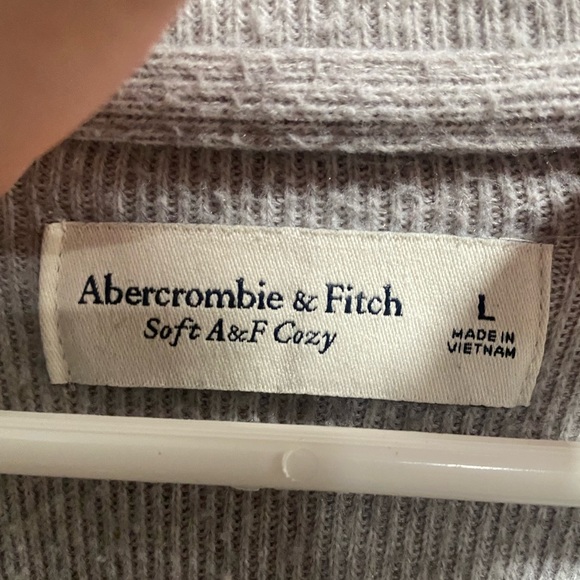 Abercrombie & Fitch
Soft A&F Cozy
L
MADE IN
VIETNAM